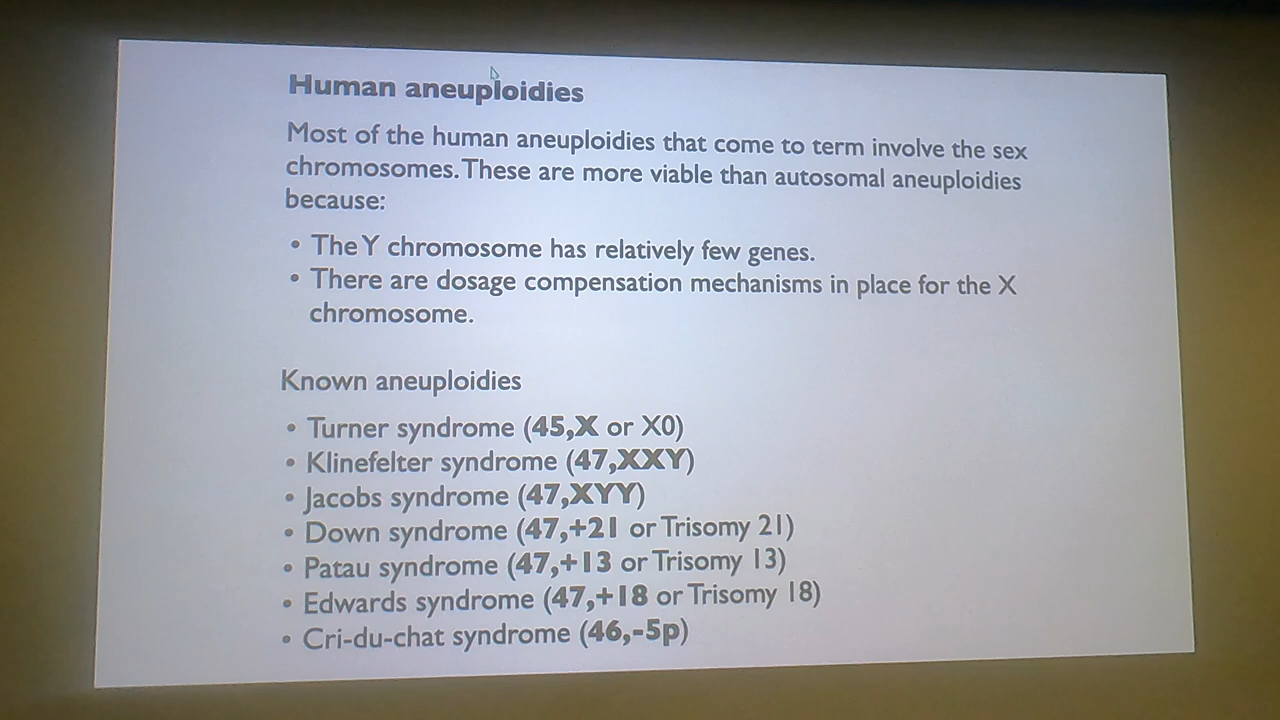 Human aneuploidies
Most of the human aneuploidies that come to term involve the sex
chromosomes. These are more viable than autosomal aneuploidies
because:
• The Y chromosome has relatively few genes.
• There are dosage compensation mechanisms in place for the X
chromosome.
Known aneuploidies
• Turner syndrome (45,X or X0)
• Klinefelter syndrome (47,XXY)
• Jacobs syndrome (47,XYY)
• Down syndrome (47,+21 or Trisomy 21)
• Patau syndrome (47,+13 or Trisomy 13)
• Edwards syndrome (47,+18 or Trisomy 18)
• Cri-du-chat syndrome (46,-5p)